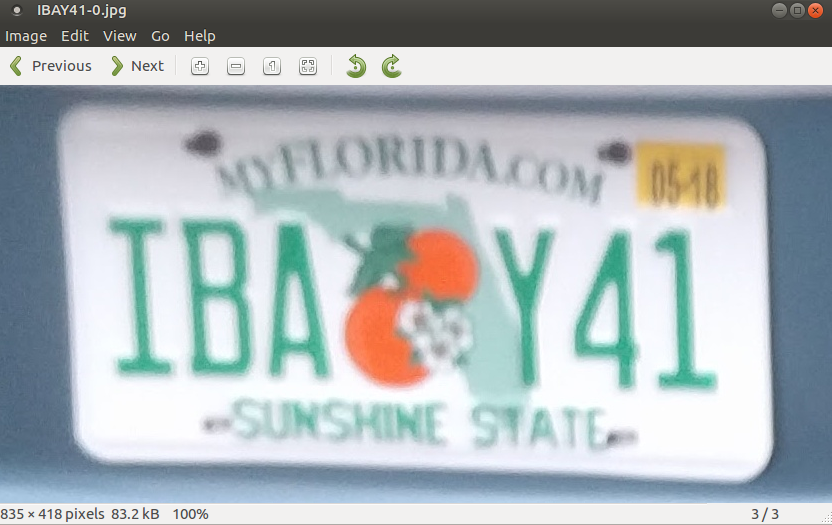 IBAY41-0.jpg
Image Edit View Go Help
Previous Next
MYFLORIDA.COM
05-18
IBA Y41
SUNSHINE STATE
835 × 418 pixels 83.2 kB 100% 3 / 3